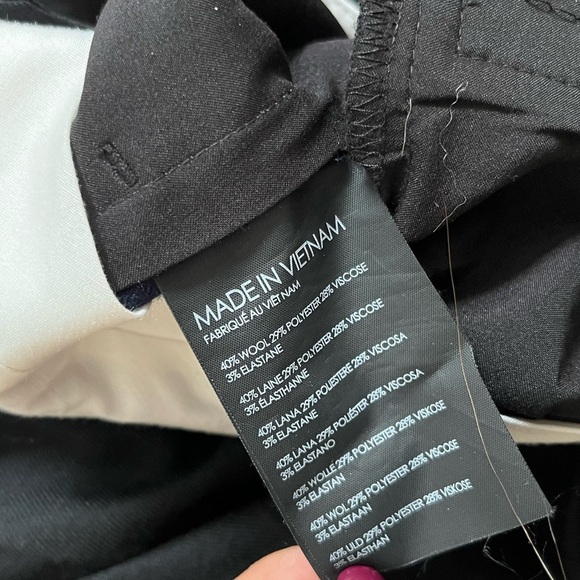 MADE IN VIETNAM
FABRIQUÉ AU VIÊT NAM
40% WOOL 29% POLYESTER 28% VISCOSE
3% ELASTANE
40% LAINE 29% POLYESTER 28% VISCOSE
3% ÉLASTHANNE
40% LANA 29% POLIESTERE 28% VISCOSA
3% ELASTANE
40% LANA 29% POLIÉSTER 28% VISCOSA
3% ELASTANO
40% WOLLE 29% POLYESTER 28% VISKOSE
3% ELASTAN
40% WOL 29% POLYESTER 28% VISCOSE
3% ELASTAAN
40% ULD 29% POLYESTER 28% VISKOSE
3% ELASTHAN